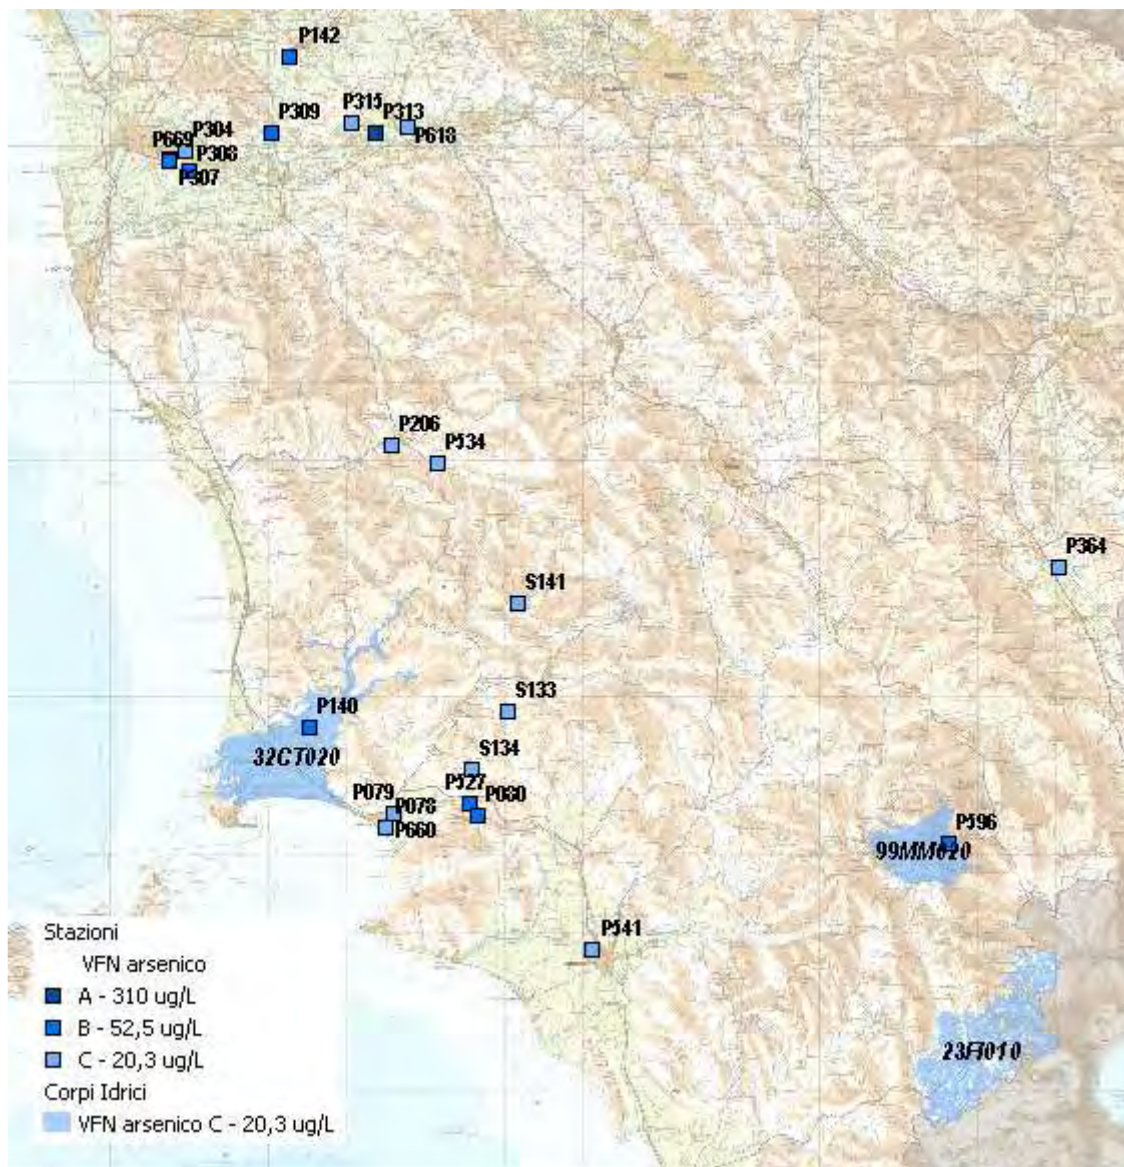 P142
P309
P315
P313
P618
P304
P669
P308
P307
P206
P534
P364
S141
S133
P140
32CT020
S134
P527
P080
P079
P078
P660
P596
99MM020
P541
23FI010
Stazioni
VFN arsenico
A - 310 ug/L
B - 52,5 ug/L
C - 20,3 ug/L
Corpi Idrici
VFN arsenico C - 20,3 ug/L